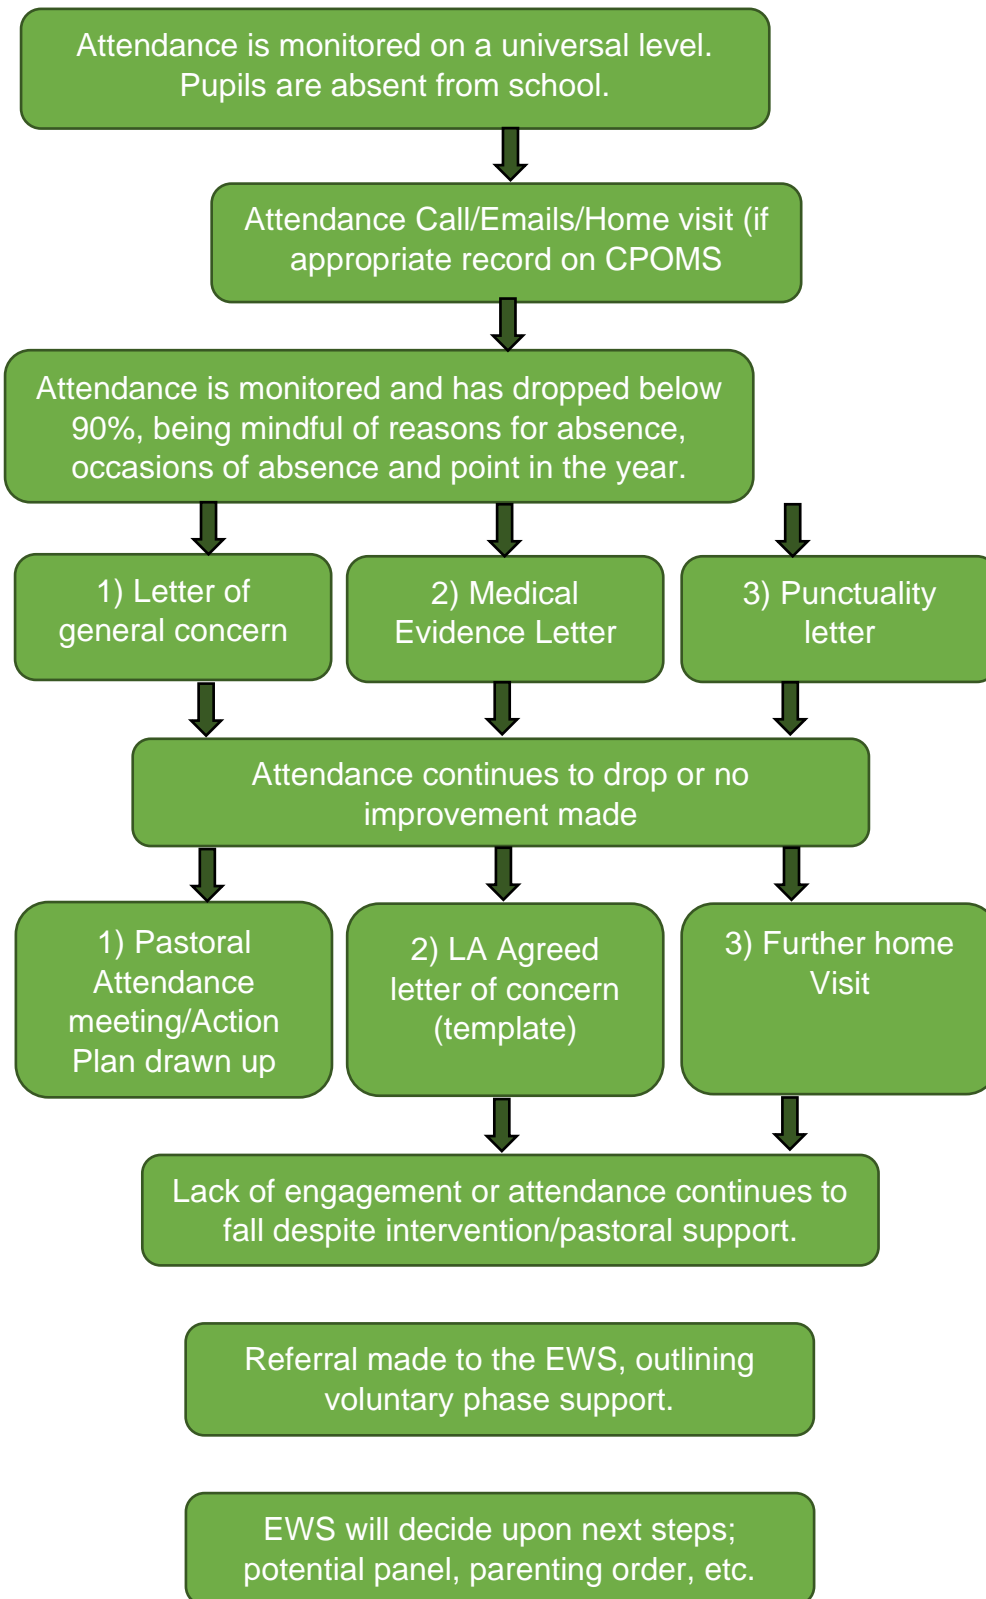 Attendance is monitored on a universal level.
Pupils are absent from school.
Attendance Call/Emails/Home visit (if
appropriate record on CPOMS
Attendance is monitored and has dropped below
90%, being mindful of reasons for absence,
occasions of absence and point in the year.
1) Letter of
general concern
2) Medical
Evidence Letter
3) Punctuality
letter
Attendance continues to drop or no
improvement made
1) Pastoral
Attendance
meeting/Action
Plan drawn up
2) LA Agreed
letter of concern
(template)
3) Further home
Visit
Lack of engagement or attendance continues to
fall despite intervention/pastoral support.
Referral made to the EWS, outlining
voluntary phase support.
EWS will decide upon next steps;
potential panel, parenting order, etc.